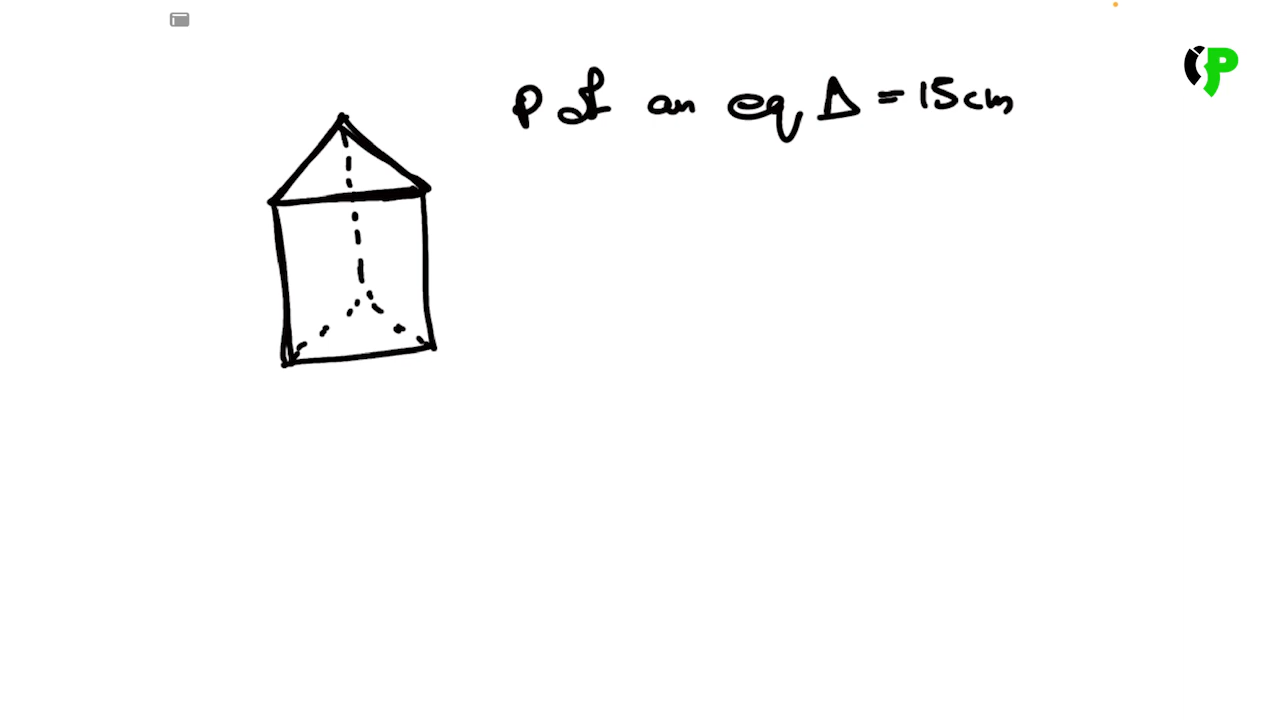 P of an eq Δ = 15cm
P